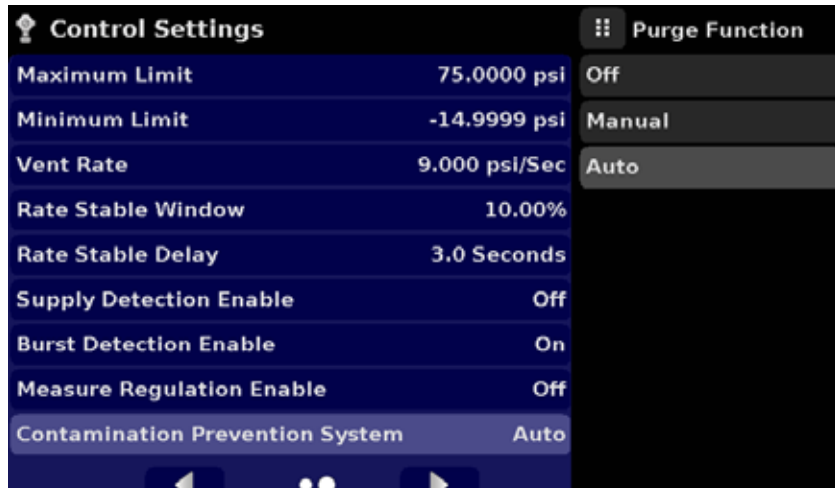 Control Settings
Maximum Limit 75.0000 psi
Minimum Limit -14.9999 psi
Vent Rate 9.000 psi/Sec
Rate Stable Window 10.00%
Rate Stable Delay 3.0 Seconds
Supply Detection Enable Off
Burst Detection Enable On
Measure Regulation Enable Off
Contamination Prevention System Auto
Purge Function
Off
Manual
Auto